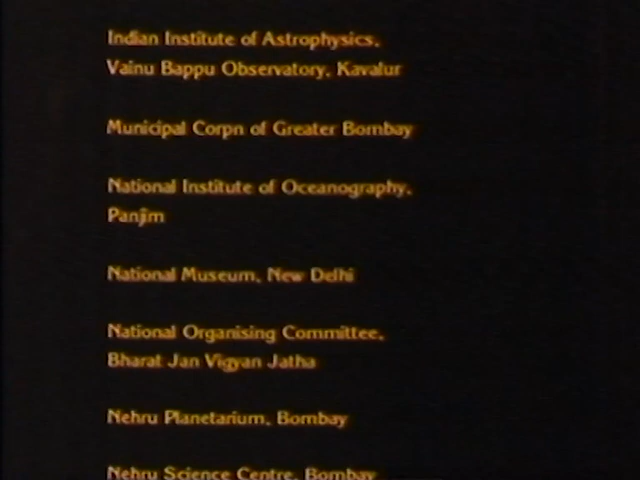 Indian Institute of Astrophysics,
Vainu Bappu Observatory, Kavalur
Municipal Corpn of Greater Bombay
National Institute of Oceanography,
Panjim
National Museum, New Delhi
National Organising Committee,
Bharat Jan Vigyan Jatha
Nehru Planetarium, Bombay
Nehru Science Centre, Bombay